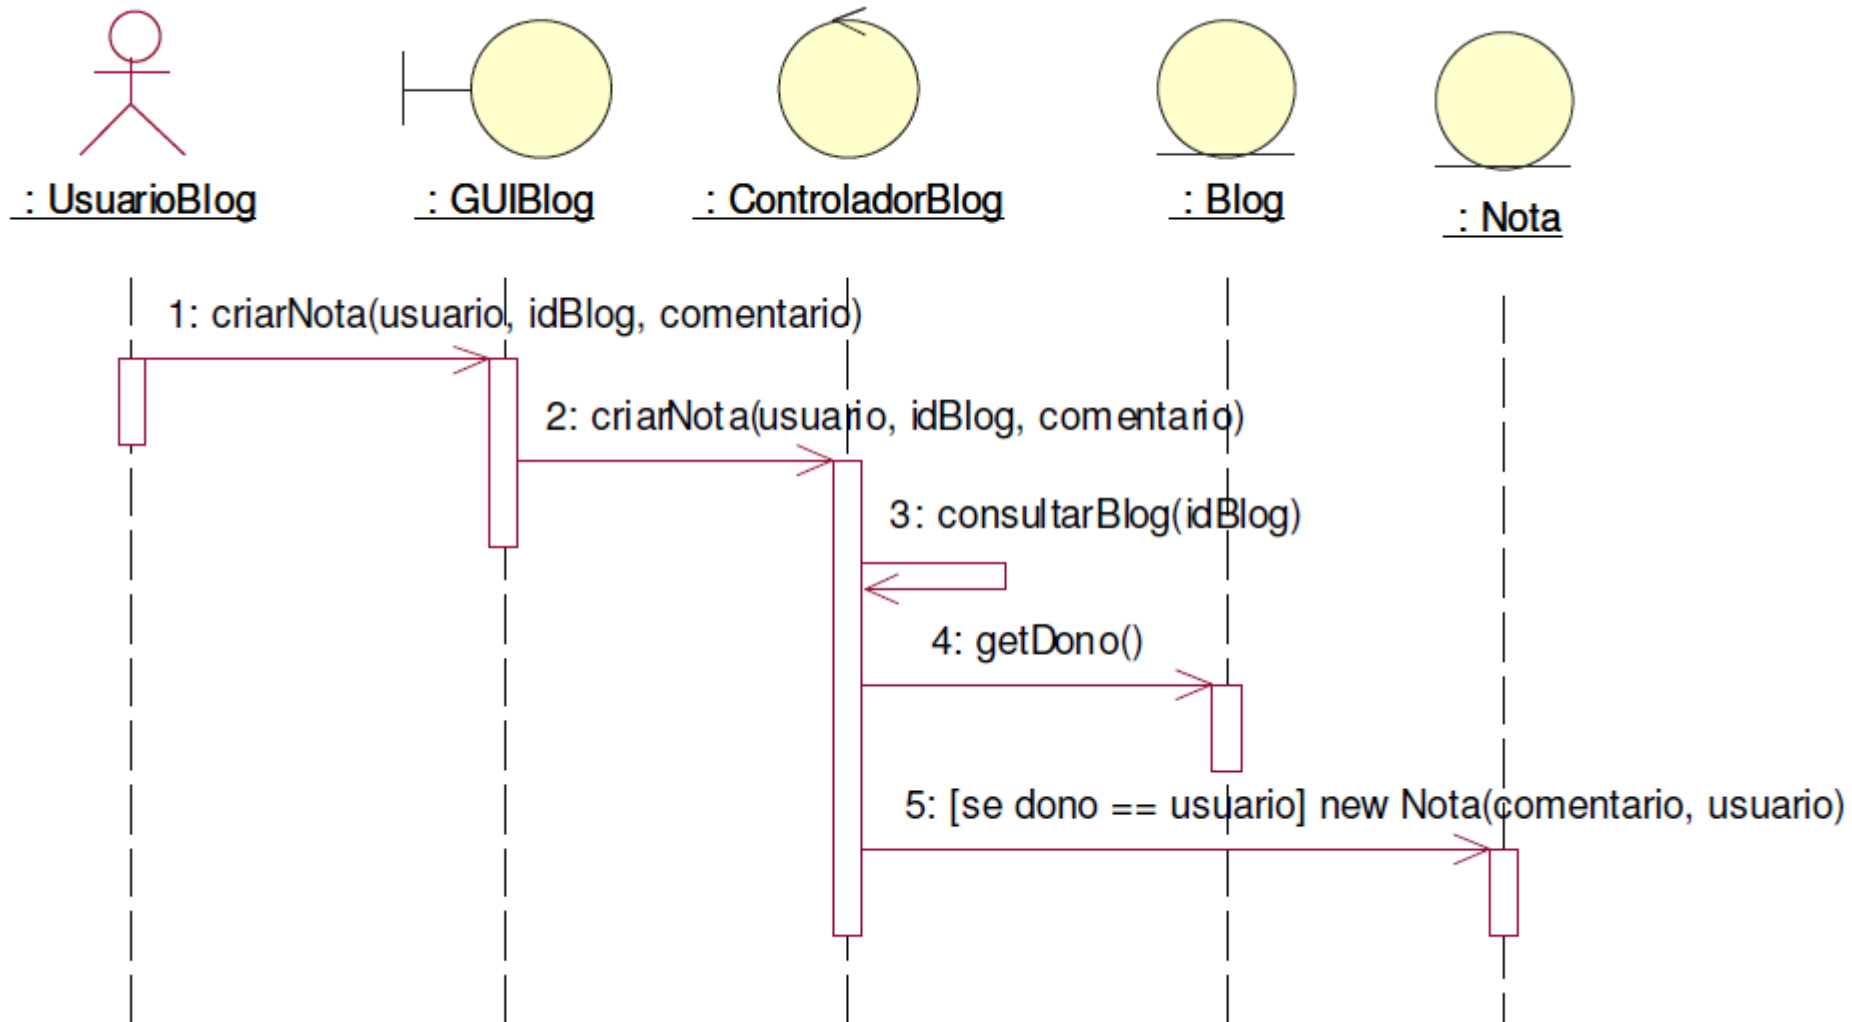 : UsuarioBlog
: GUIBlog
: ControladorBlog
: Blog
: Nota
1: criarNota(usuario, idBlog, comentario)
2: criarNota(usuario, idBlog, comentario)
3: consultarBlog(idBlog)
4: getDono()
5: [se dono == usuario] new Nota(comentario, usuario)